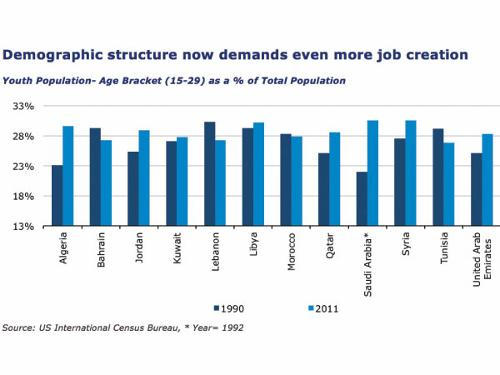 Demographic structure now demands even more job creation
Youth Population- Age Bracket (15-29) as a % of Total Population
33%
28%
23%
18%
13%
Algeria
Bahrain
Jordan
Kuwait
Lebanon
Libya
Morocco
Qatar
Saudi Arabia*
Syria
Tunisia
United Arab
Emirates
1990
2011
Source: US International Census Bureau, * Year= 1992